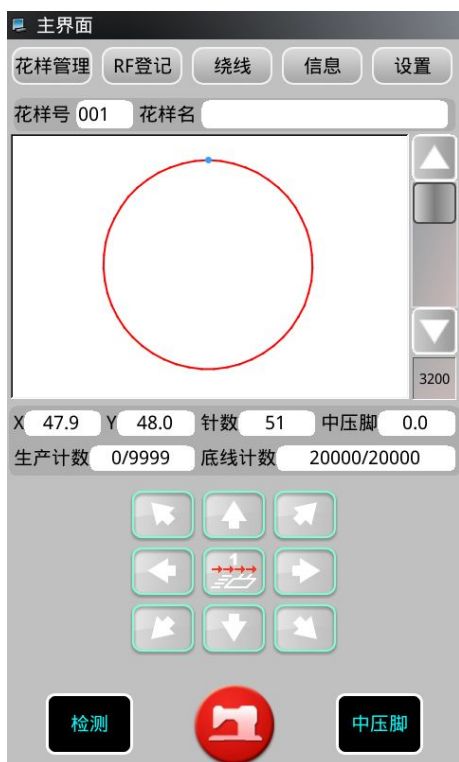 主界面
花样管理 RF登记 绕线 信息 设置
花样号 001 花样名
3200
X 47.9 Y 48.0 针数 51 中压脚 0.0
生产计数 0/9999 底线计数 20000/20000
1
检测 中压脚